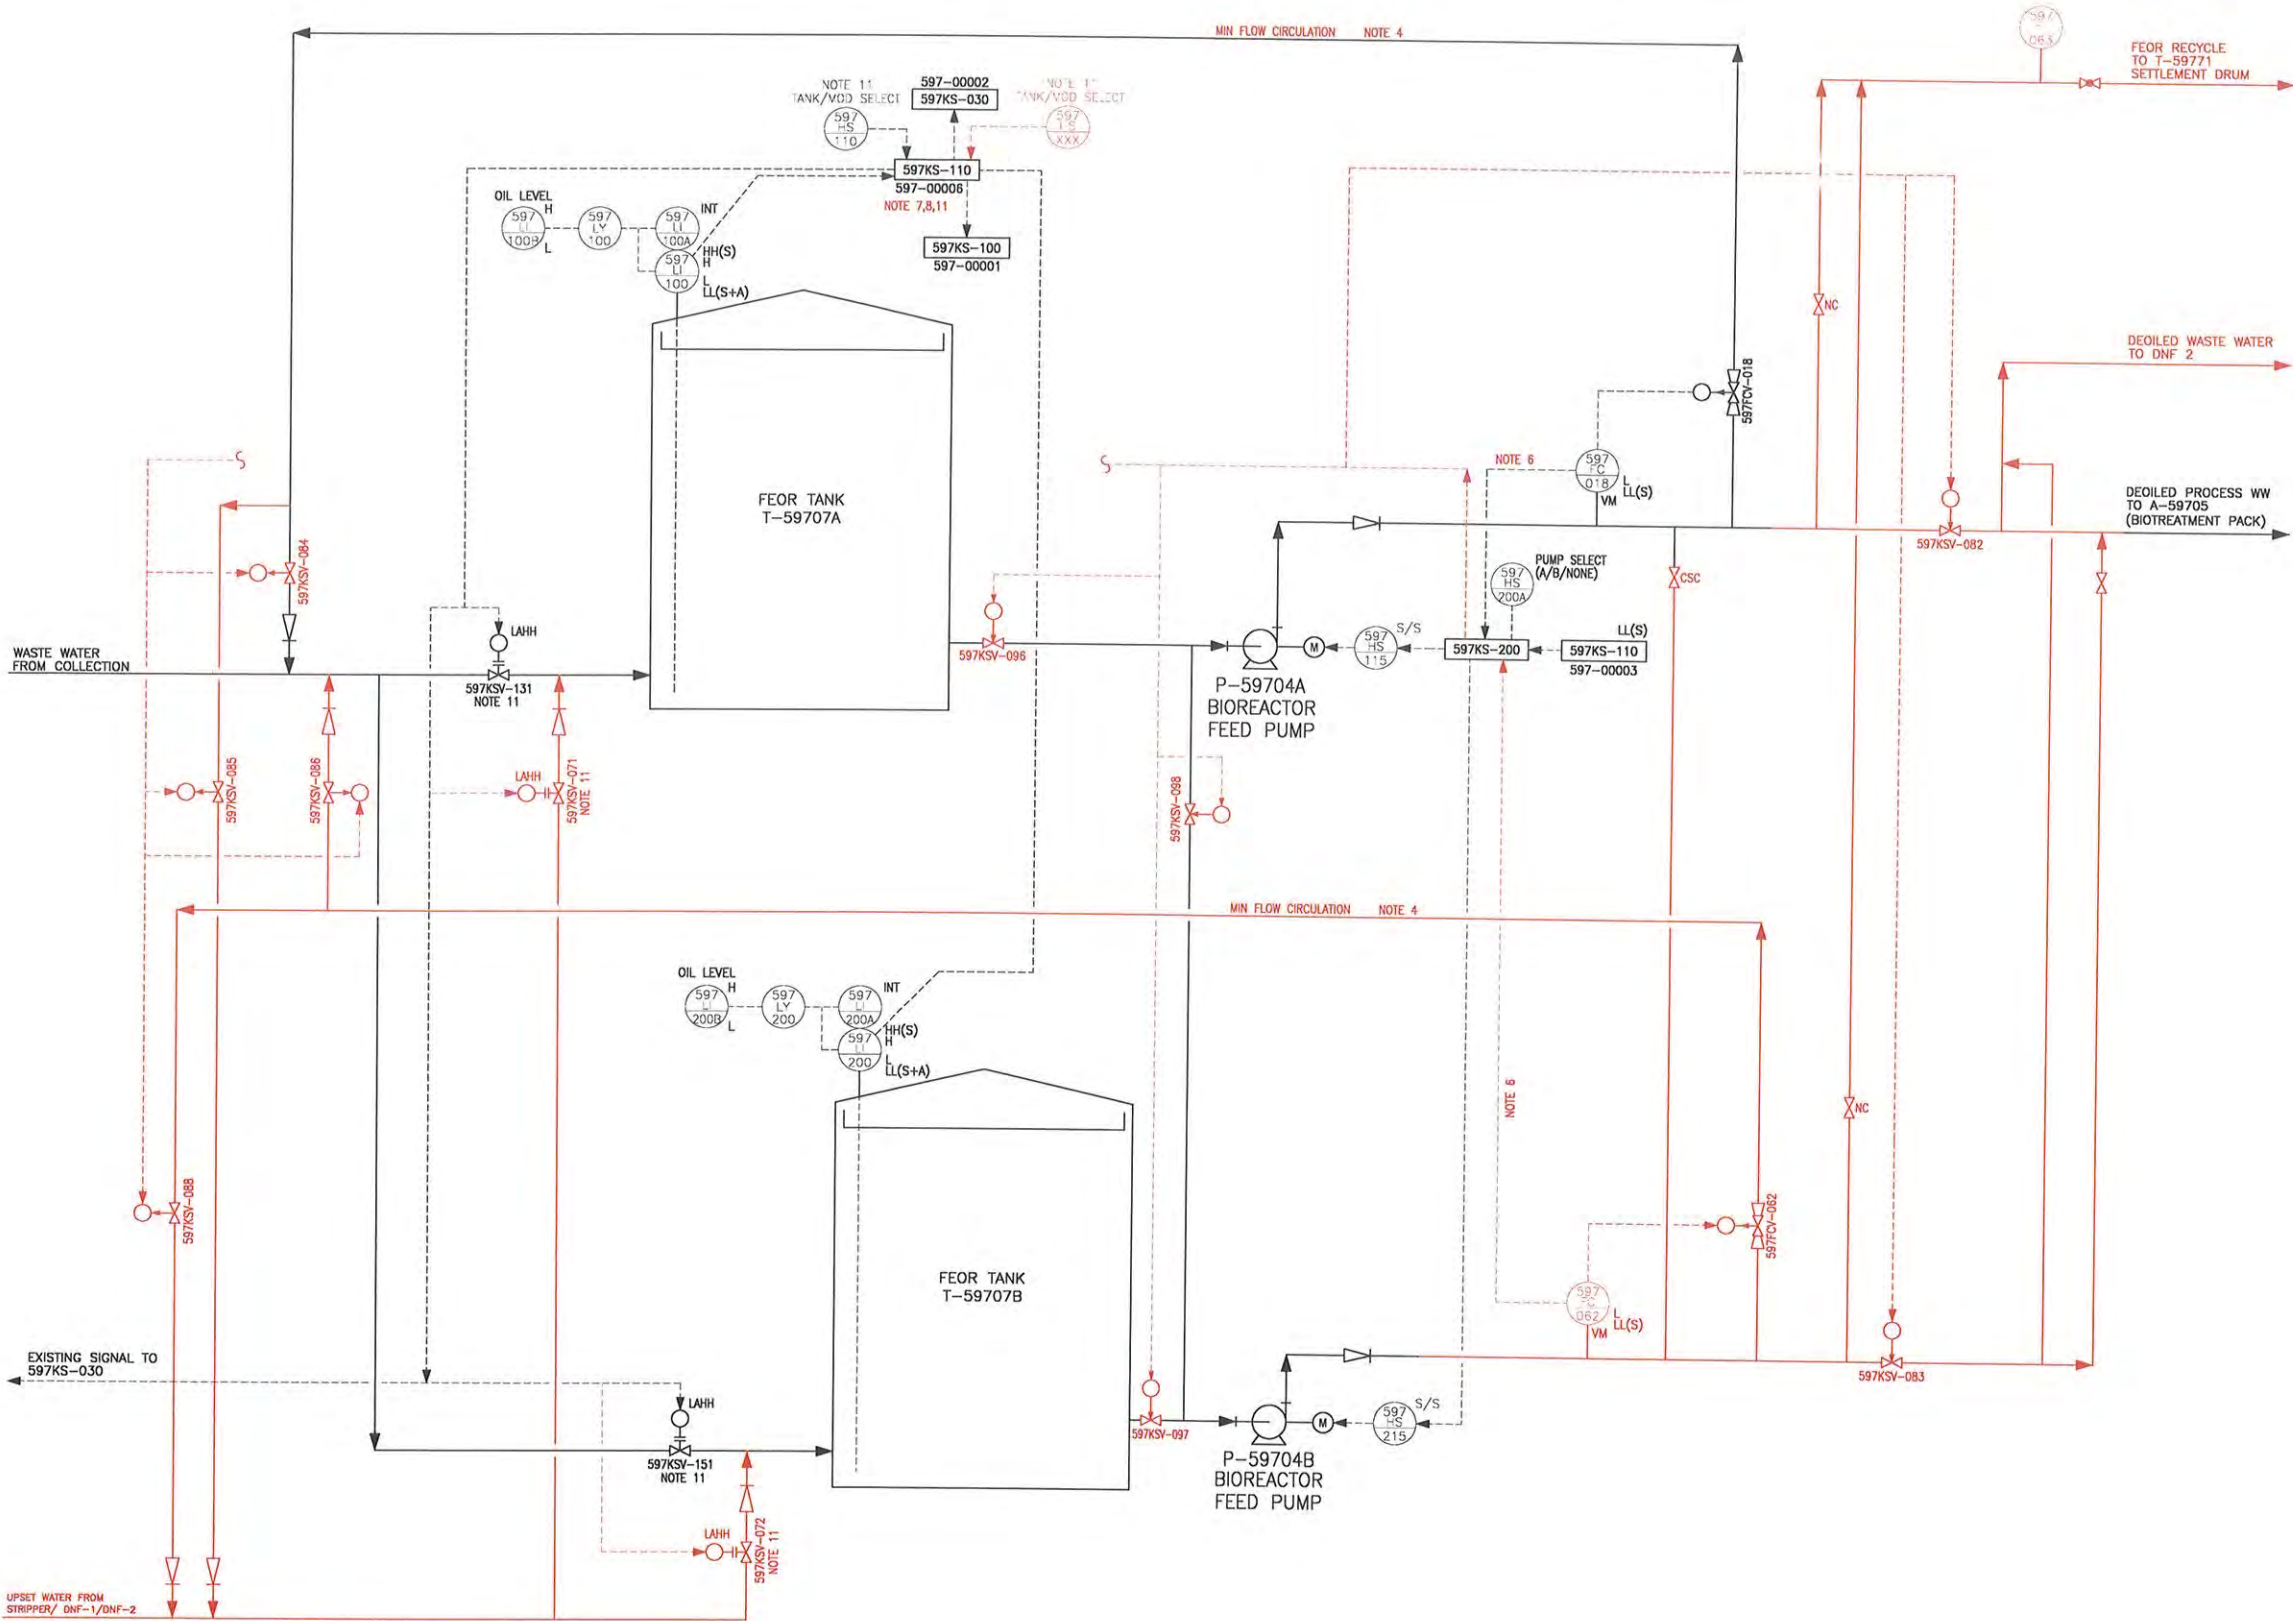 MIN FLOW CIRCULATION NOTE 4
597
063
FEOR RECYCLE
TO T-59771
SETTLEMENT DRUM
NOTE 11
TANK/VOD SELECT
597-00002
597KS-030
TANK/VOD SELECT
597
HS
110
597
XXX
597KS-110
597-00006
NOTE 7,8,11
597KS-100
597-00001
OIL LEVEL
H
597
LI
100B
L
597
LY
100
597
LI
100A
INT
597
LI
100
HH(S)
H
L
LL(S+A)
NC
DEOILED WASTE WATER
TO DNF 2
597FCV-018
FEOR TANK
T-59707A
NOTE 6
597
FC
018
L
LL(S)
VM
DEOILED PROCESS WW
TO A-59705
(BIOTREATMENT PACK)
597KSV-082
597KSV-084
CSC
PUMP SELECT
(A/B/NONE)
597
HS
200A
LAHH
WASTE WATER
FROM COLLECTION
597KSV-131
NOTE 11
597KSV-096
M
597
HS
115
S/S
597KS-200
LL(S)
597KS-110
597-00003
P-59704A
BIOREACTOR
FEED PUMP
597KSV-085
597KSV-086
LAHH
597KSV-071
NOTE 11
597KSV-098
MIN FLOW CIRCULATION NOTE 4
OIL LEVEL
H
597
LI
200B
L
597
LY
200
597
LI
200A
INT
597
LI
200
HH(S)
H
L
LL(S+A)
NOTE 6
NC
597KSV-088
597FCV-062
FEOR TANK
T-59707B
597
FC
062
L
LL(S)
VM
EXISTING SIGNAL TO
597KS-030
597KSV-083
LAHH
597KSV-151
NOTE 11
597KSV-097
M
597
HS
215
S/S
P-59704B
BIOREACTOR
FEED PUMP
LAHH
597KSV-072
NOTE 11
UPSET WATER FROM
STRIPPER/ DNF-1/DNF-2